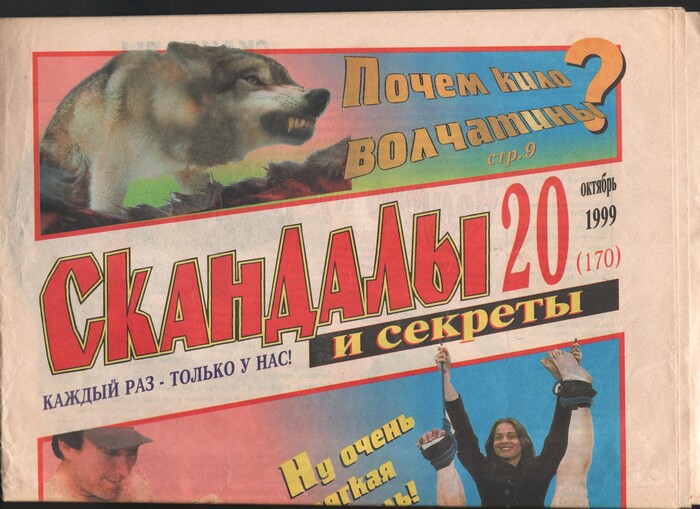 Почем кило
волчатины?
стр.9
20
октябрь
1999
(170)
Скандалы
и секреты
КАЖДЫЙ РАЗ - ТОЛЬКО У НАС!
Ну очень